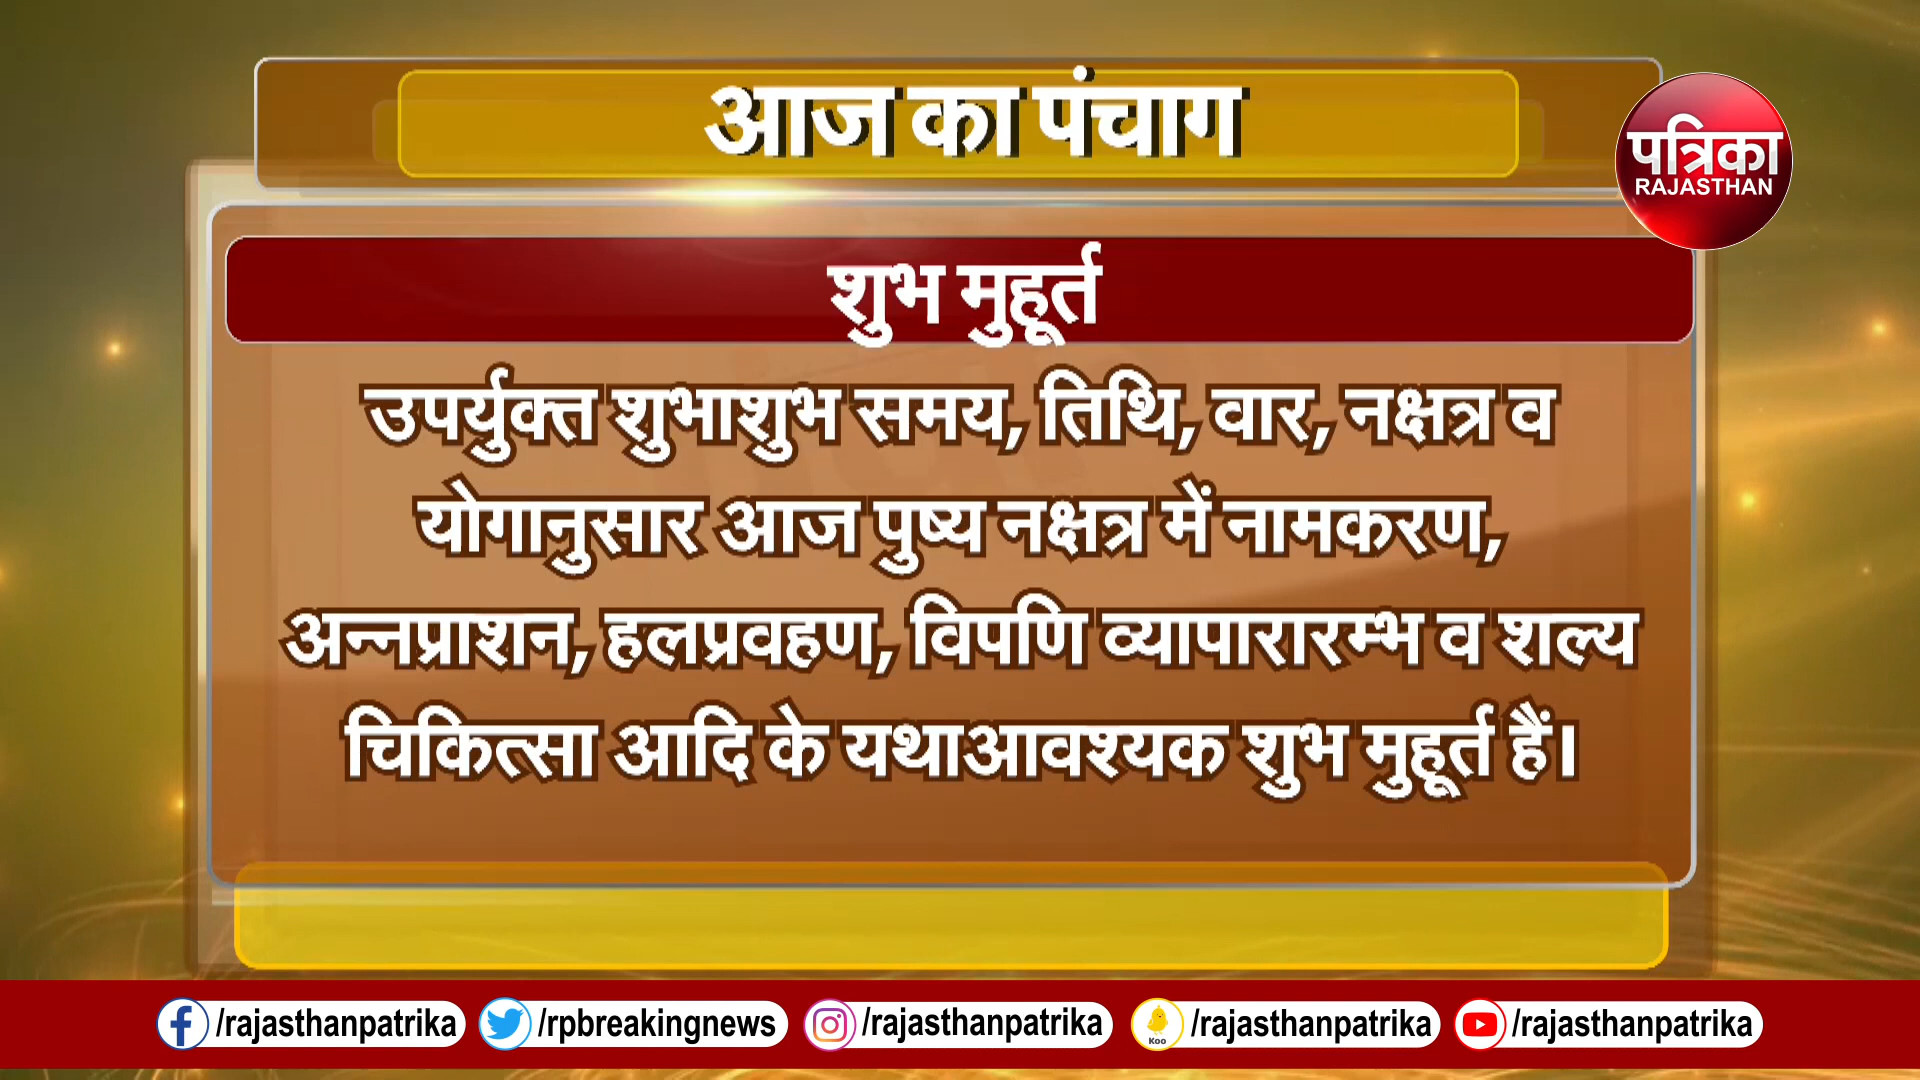 आज का पंचाग
पत्रिका
RAJASTHAN
शुभ मुहूर्त
उपर्युक्त शुभाशुभ समय, तिथि, वार, नक्षत्र व
योगानुसार आज पुष्य नक्षत्र में नामकरण,
अन्नप्राशन, हलप्रवहण, विपणि व्यापारारम्भ व शल्य
चिकित्सा आदि के यथाआवश्यक शुभ मुहूर्त हैं।
/rajasthanpatrika /rpbreakingnews /rajasthanpatrika Koo /rajasthanpatrika /rajasthanpatrika